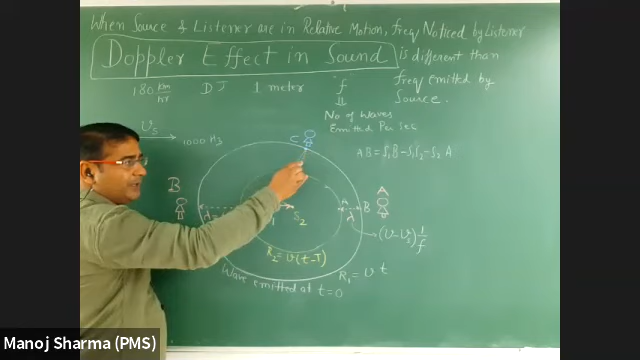 When Source & Listener are in Relative Motion, freq Noticed by Listener
Doppler Effect in Sound is different than
freq emitted by
Source.
180 km/hr DJ 1 meter f
No of Waves
Emitted Per Sec
Vs
1000 Hz
C
AB = S1B - S1S2 - S2A
B
A
A
B
λ
λ
S2
(v - vs) 1/f
R2 = v(t-T)
R1 = v t
Wave emitted at t=0
Manoj Sharma (PMS)